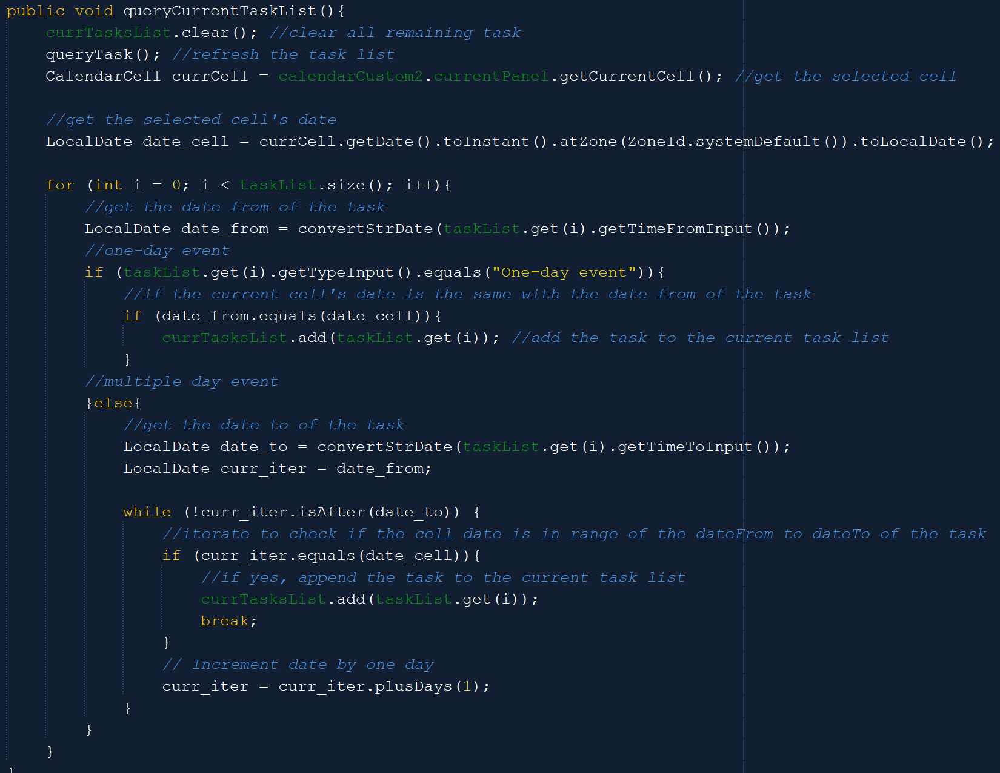 public void queryCurrentTaskList(){
    currTasksList.clear(); //clear all remaining task
    queryTask(); //refresh the task list
    CalendarCell currCell = calendarCustom2.currentPanel.getCurrentCell(); //get the selected cell

    //get the selected cell's date
    LocalDate date_cell = currCell.getDate().toInstant().atZone(ZoneId.systemDefault()).toLocalDate();

    for (int i = 0; i < taskList.size(); i++){
        //get the date from of the task
        LocalDate date_from = convertStrDate(taskList.get(i).getTimeFromInput());
        //one-day event
        if (taskList.get(i).getTypeInput().equals("One-day event")){
            //if the current cell's date is the same with the date from of the task
            if (date_from.equals(date_cell)){
                currTasksList.add(taskList.get(i)); //add the task to the current task list
            }
        //multiple day event
        }else{
            //get the date to of the task
            LocalDate date_to = convertStrDate(taskList.get(i).getTimeToInput());
            LocalDate curr_iter = date_from;

            while (!curr_iter.isAfter(date_to)) {
                //iterate to check if the cell date is in range of the dateFrom to dateTo of the task
                if (curr_iter.equals(date_cell)){
                    //if yes, append the task to the current task list
                    currTasksList.add(taskList.get(i));
                    break;
                }
                // Increment date by one day
                curr_iter = curr_iter.plusDays(1);
            }
        }
    }
}